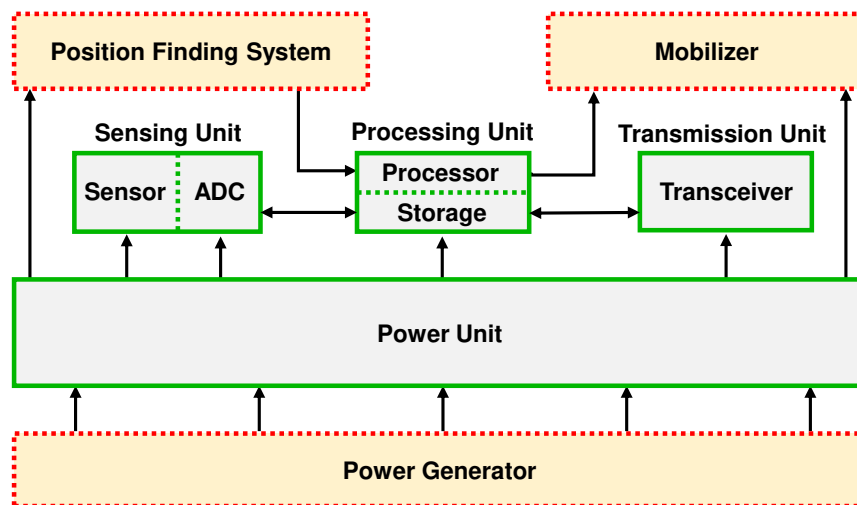 Position Finding System
Mobilizer
Sensing Unit
Processing Unit
Transmission Unit
Sensor
ADC
Processor
Storage
Transceiver
Power Unit
Power Generator